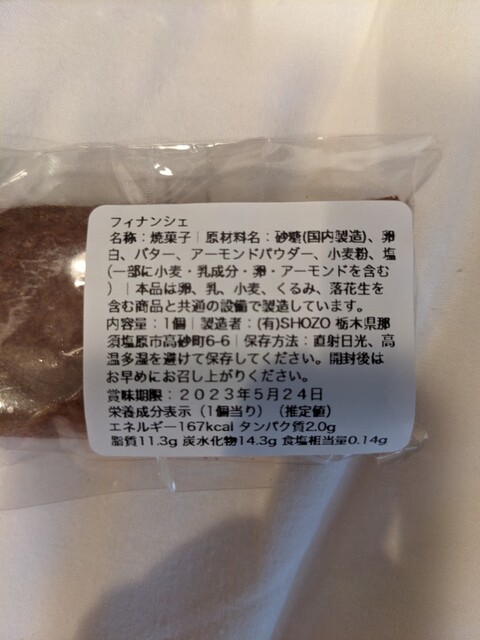 フィナンシェ
名称：焼菓子｜原材料名：砂糖(国内製造)、卵
白、バター、アーモンドパウダー、小麦粉、塩
(一部に小麦・乳成分・卵・アーモンドを含む
)｜本品は卵、乳、小麦、くるみ、落花生を
含む商品と共通の設備で製造しています。
内容量：1個｜製造者：(有)SHOZO 栃木県那
須塩原市高砂町6-6｜保存方法：直射日光、高
温多湿を避けて保存してください。開封後は
お早めにお召し上がりください。
賞味期限：2023年5月24日
栄養成分表示（1個当り）（推定値）
エネルギー167kcal タンパク質2.0g
脂質11.3g 炭水化物14.3g 食塩相当量0.14g